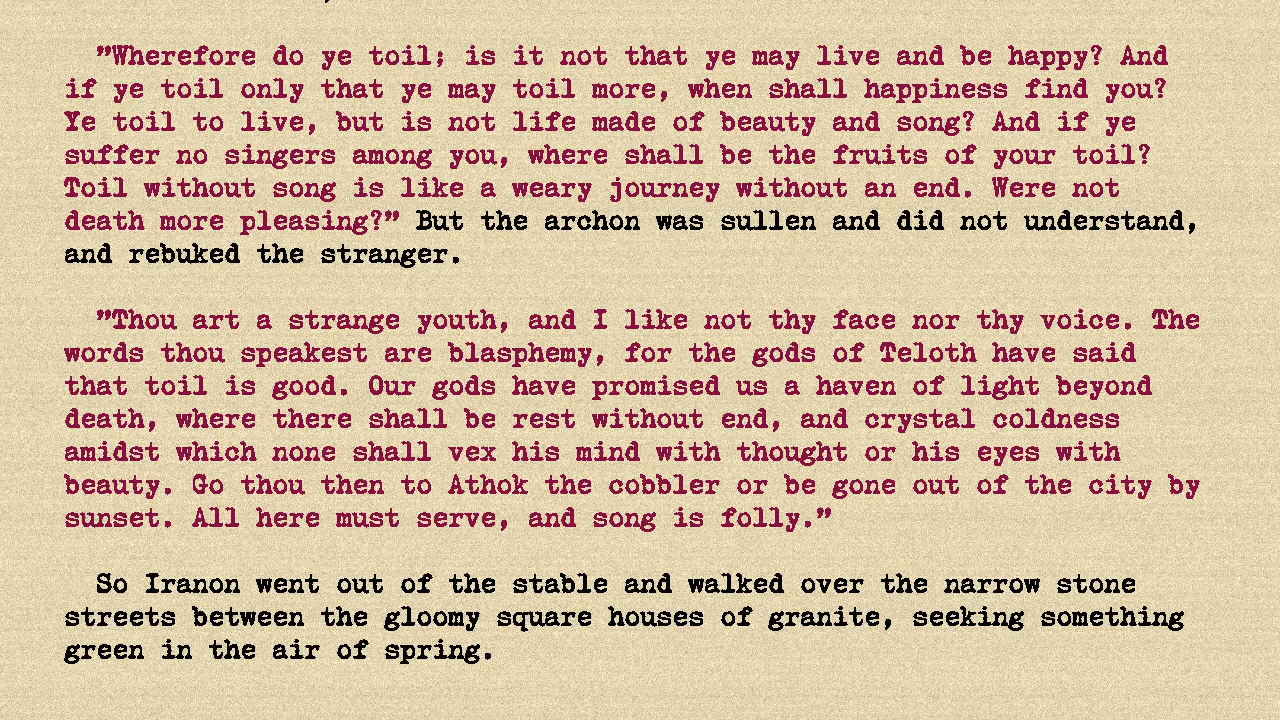 ”Wherefore do ye toil; is it not that ye may live and be happy? And
if ye toil only that ye may toil more, when shall happiness find you?
Ye toil to live, but is not life made of beauty and song? And if ye
suffer no singers among you, where shall be the fruits of your toil?
Toil without song is like a weary journey without an end. Were not
death more pleasing?” But the archon was sullen and did not understand,
and rebuked the stranger.
”Thou art a strange youth, and I like not thy face nor thy voice. The
words thou speakest are blasphemy, for the gods of Teloth have said
that toil is good. Our gods have promised us a haven of light beyond
death, where there shall be rest without end, and crystal coldness
amidst which none shall vex his mind with thought or his eyes with
beauty. Go thou then to Athok the cobbler or be gone out of the city by
sunset. All here must serve, and song is folly.”
So Iranon went out of the stable and walked over the narrow stone
streets between the gloomy square houses of granite, seeking something
green in the air of spring.